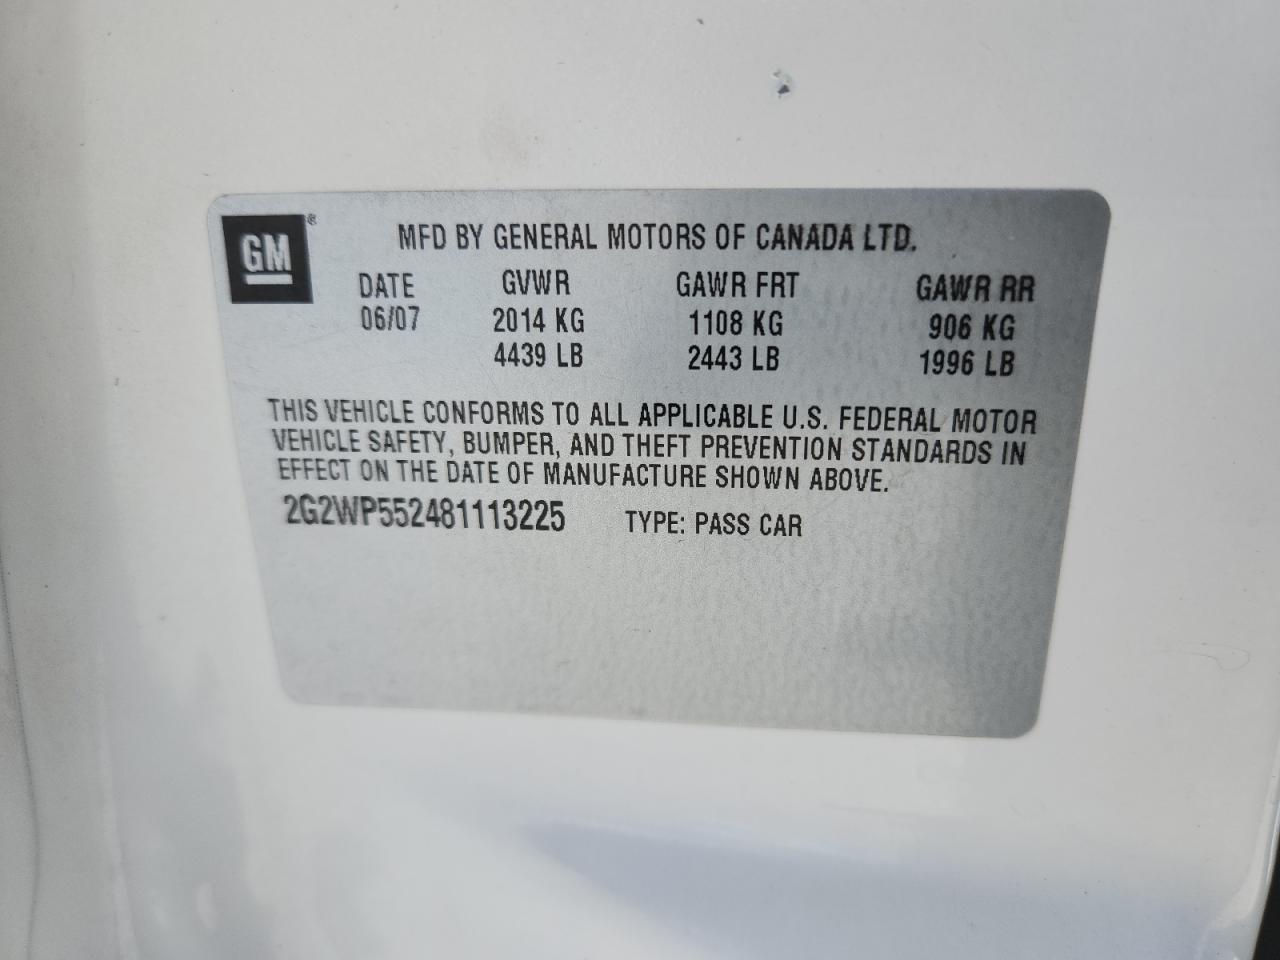 GM®
MFD BY GENERAL MOTORS OF CANADA LTD.
DATE GVWR GAWR FRT GAWR RR
06/07 2014 KG 1108 KG 906 KG
4439 LB 2443 LB 1996 LB
THIS VEHICLE CONFORMS TO ALL APPLICABLE U.S. FEDERAL MOTOR
VEHICLE SAFETY, BUMPER, AND THEFT PREVENTION STANDARDS IN
EFFECT ON THE DATE OF MANUFACTURE SHOWN ABOVE.
2G2WP552481113225 TYPE: PASS CAR